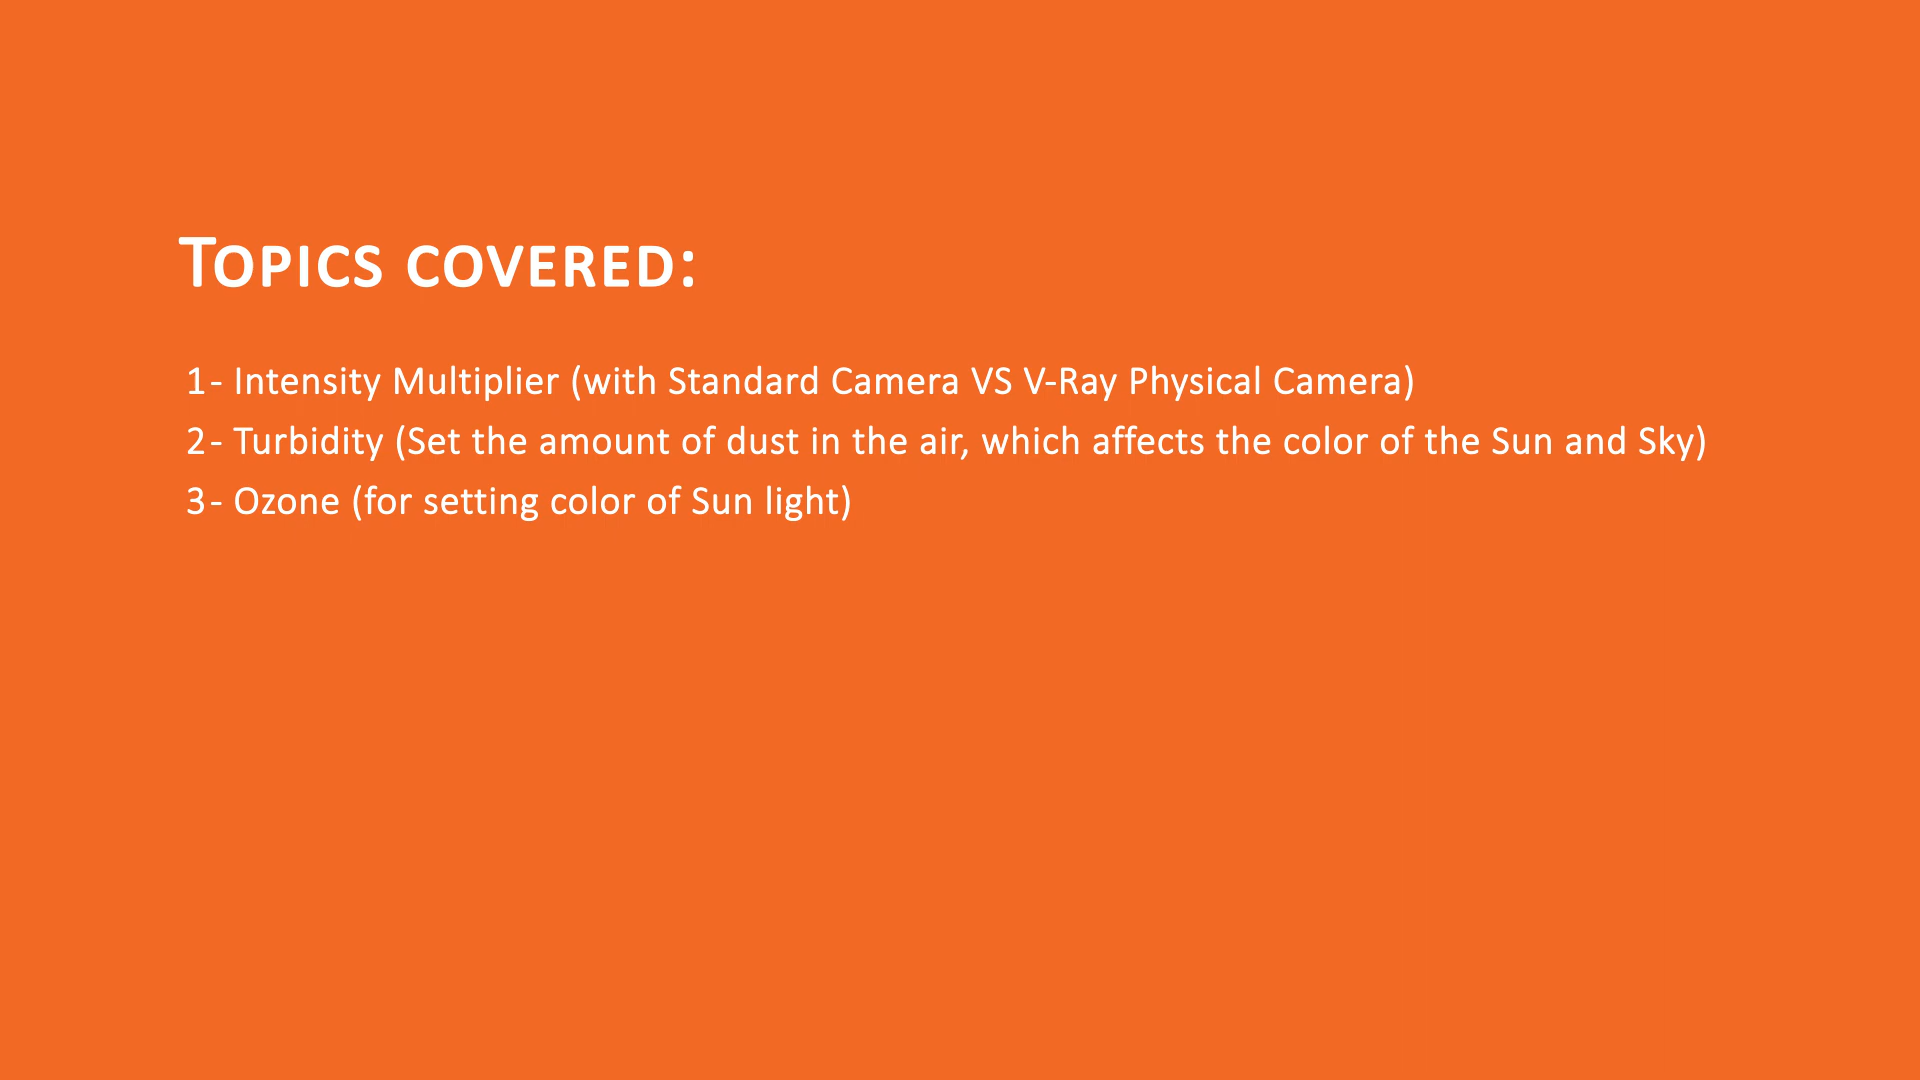 Topics covered:
1- Intensity Multiplier (with Standard Camera VS V-Ray Physical Camera)
2- Turbidity (Set the amount of dust in the air, which affects the color of the Sun and Sky)
3- Ozone (for setting color of Sun light)